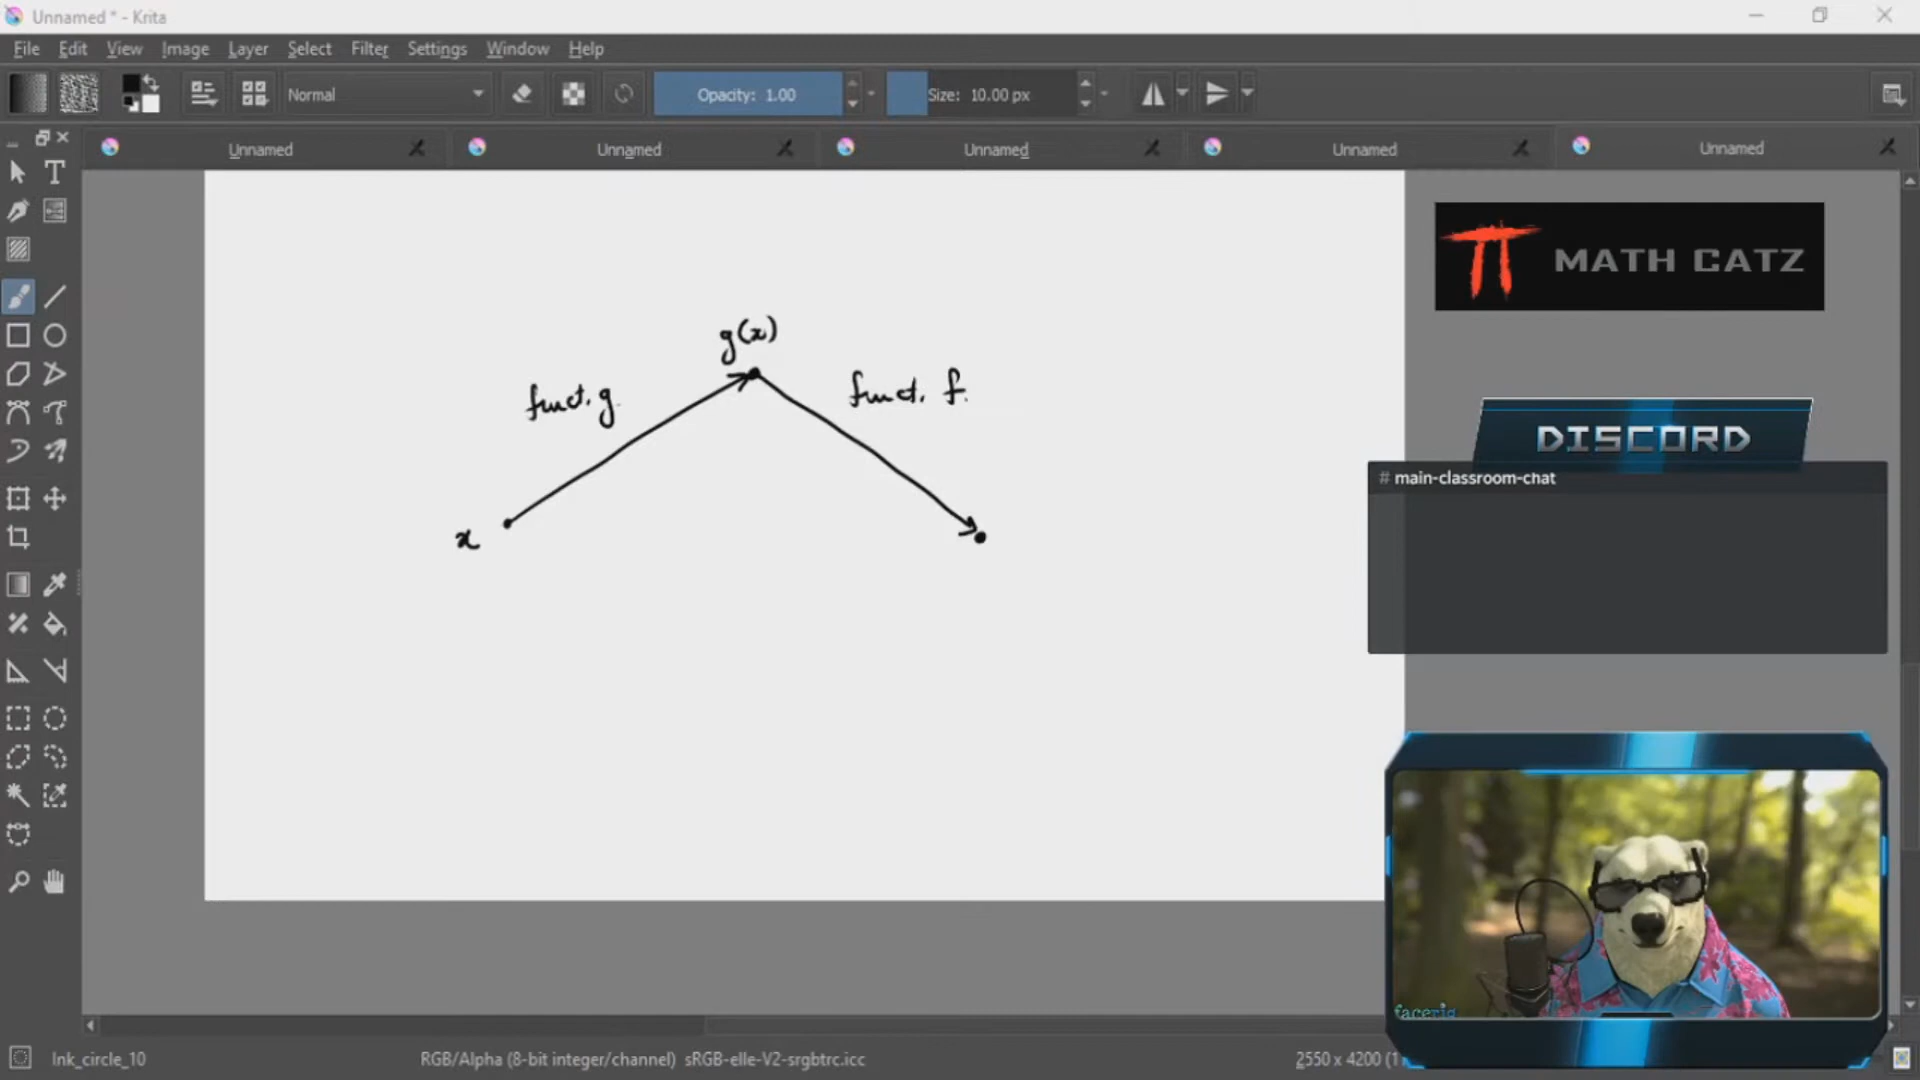 Unnamed * - Krita
File Edit View Image Layer Select Filter Settings Window Help
Normal Opacity: 1.00 Size: 10.00 px
Unnamed Unnamed Unnamed Unnamed Unnamed
π MATH CATZ
g(x)
funct. g
funct. f.
x
DISCORD
# main-classroom-chat
facerig
Ink_circle_10 RGB/Alpha (8-bit integer/channel) sRGB-elle-V2-srgbtrc.icc 2550 x 4200 (1